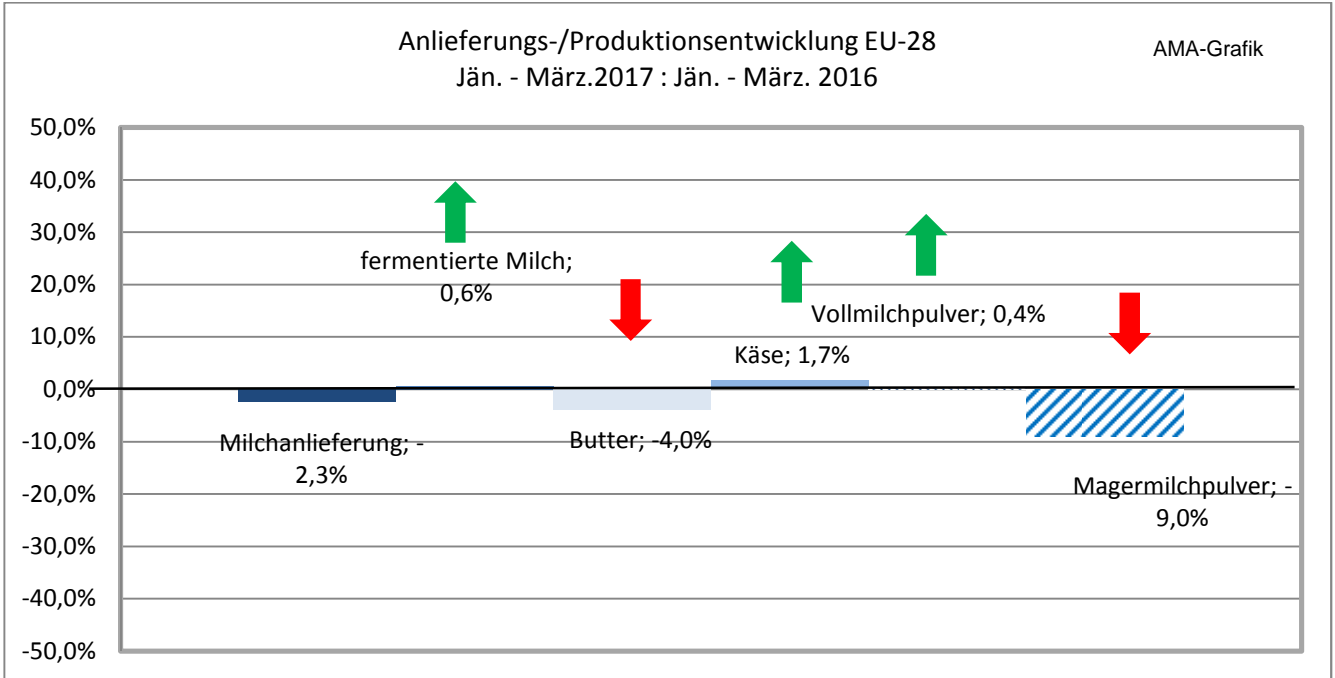 Anlieferungs-/Produktionsentwicklung EU-28
Jän. - März.2017 : Jän. - März. 2016
AMA-Grafik
50,0%
40,0%
30,0%
20,0%
10,0%
0,0%
-10,0%
-20,0%
-30,0%
-40,0%
-50,0%
fermentierte Milch;
0,6%
Vollmilchpulver; 0,4%
Käse; 1,7%
Milchanlieferung; -
2,3%
Butter; -4,0%
Magermilchpulver; -
9,0%